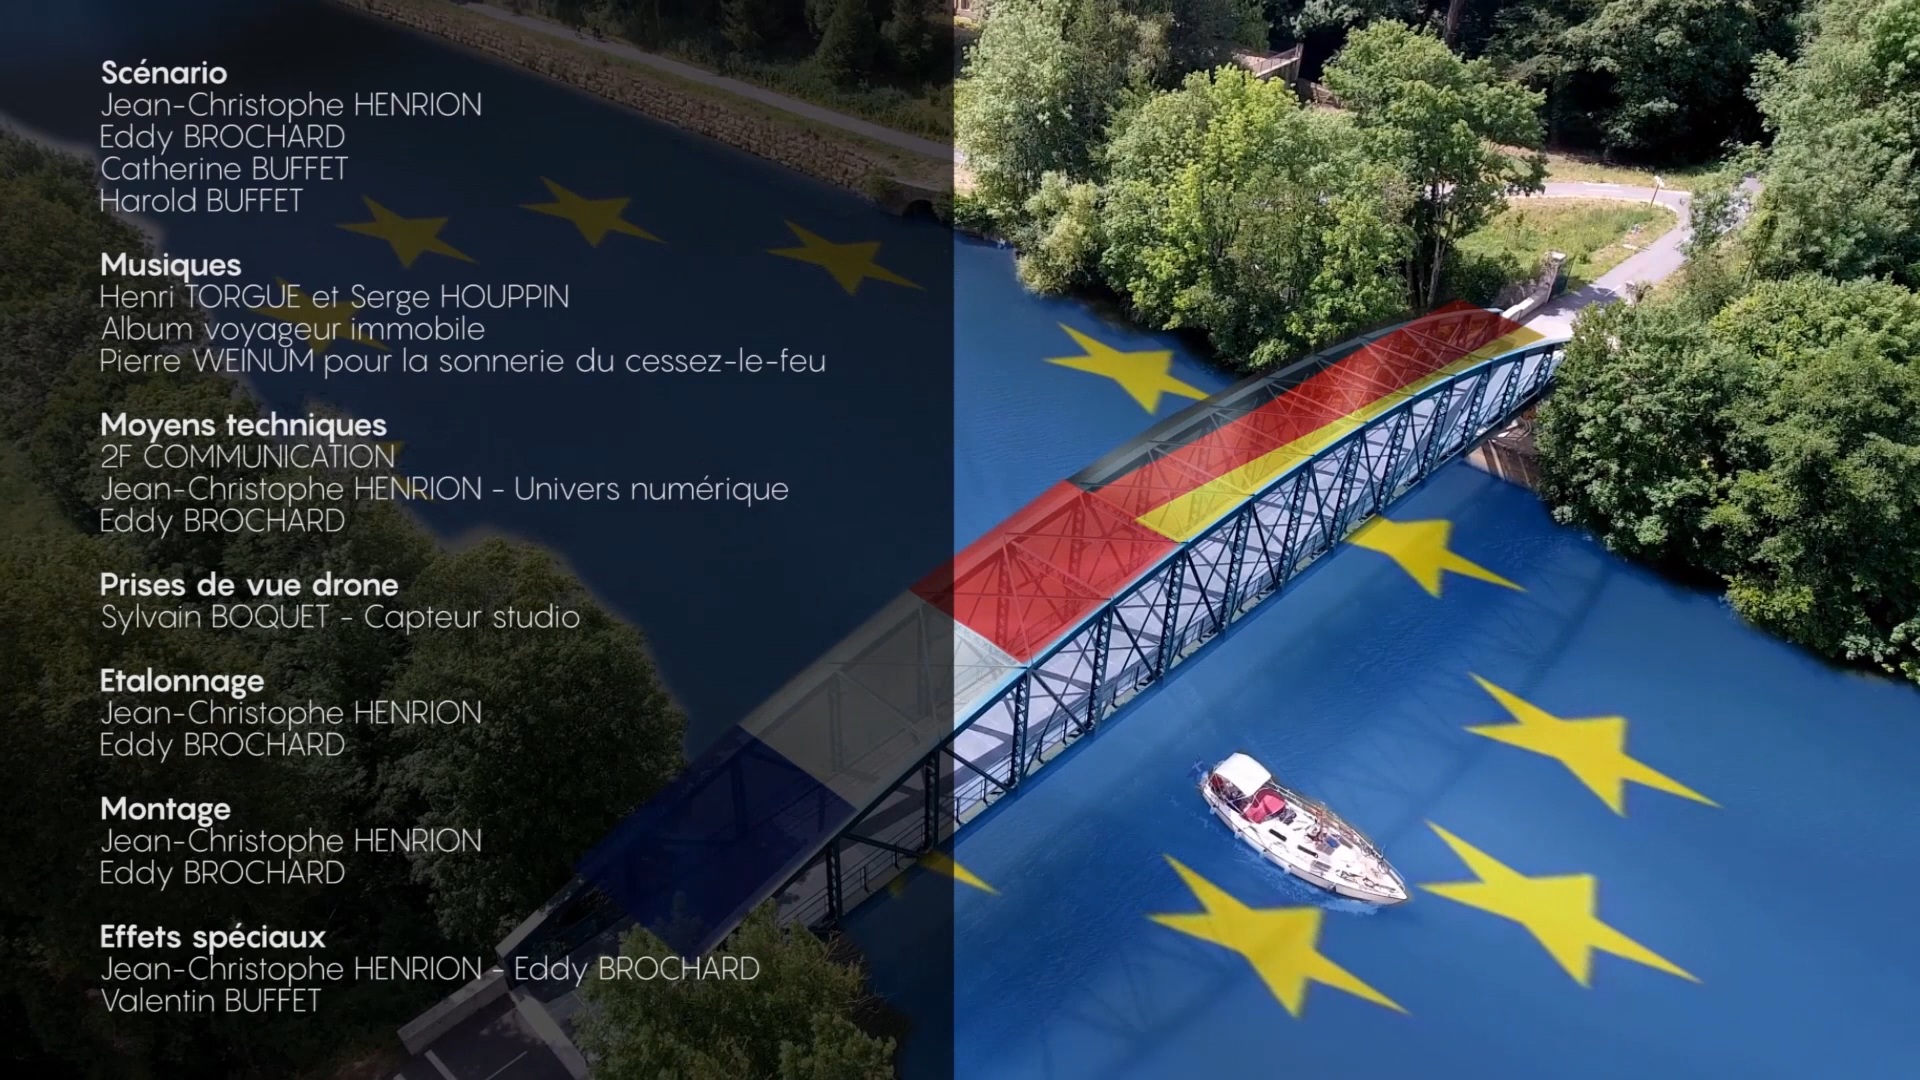 Scénario
Jean-Christophe HENRION
Eddy BROCHARD
Catherine BUFFET
Harold BUFFET
Musiques
Henri TORGUE et Serge HOUPPIN
Album voyageur immobile
Pierre WEINUM pour la sonnerie du cessez-le-feu
Moyens techniques
2F COMMUNICATION
Jean-Christophe HENRION - Univers numérique
Eddy BROCHARD
Prises de vue drone
Sylvain BOQUET - Capteur studio
Etalonnage
Jean-Christophe HENRION
Eddy BROCHARD
Montage
Jean-Christophe HENRION
Eddy BROCHARD
Effets spéciaux
Jean-Christophe HENRION - Eddy BROCHARD
Valentin BUFFET